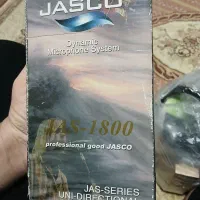 JASCO
Dynamic
Microphone System
JAS-1800
professional good JASCO
JAS-SERIES
UNI-DIRECTIONAL